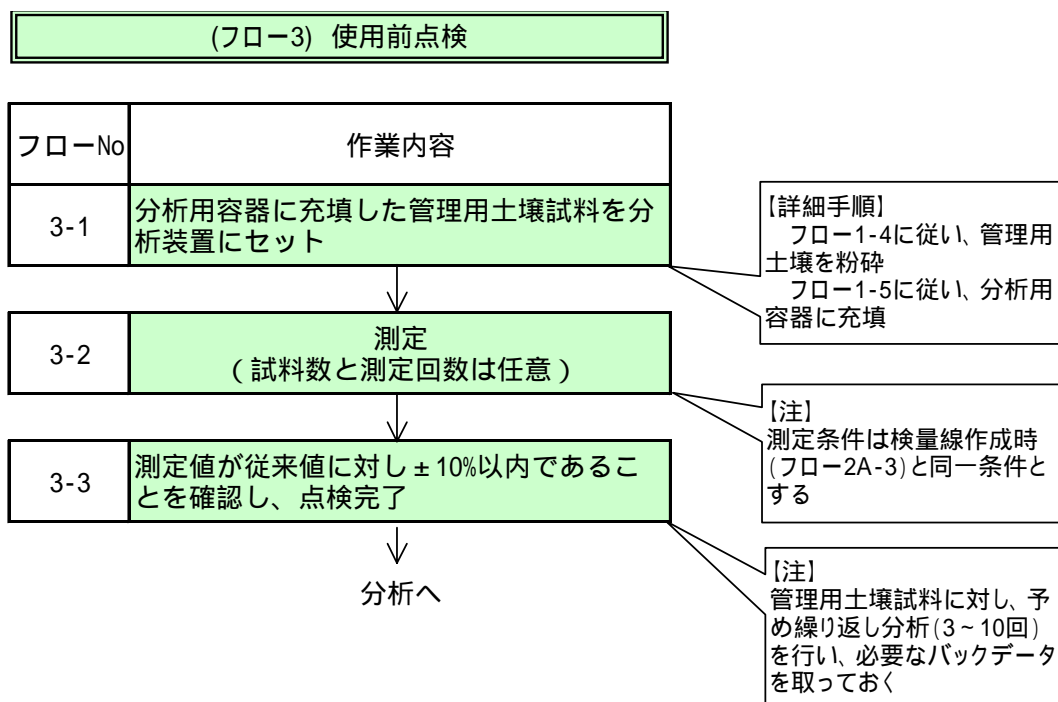 (フロー3) 使用前点検
フローNo
作業内容
3-1
分析用容器に充填した管理用土壌試料を分
析装置にセット
【詳細手順】
フロー1-4に従い、管理用
土壌を粉砕
フロー1-5に従い、分析用
容器に充填
3-2
測定
(試料数と測定回数は任意)
【注】
測定条件は検量線作成時
(フロー2A-3)と同一条件と
する
3-3
測定値が従来値に対し±10%以内であるこ
とを確認し、点検完了
【注】
管理用土壌試料に対し、予
め繰り返し分析(3~10回)
を行い、必要なバックデータ
を取っておく
分析へ